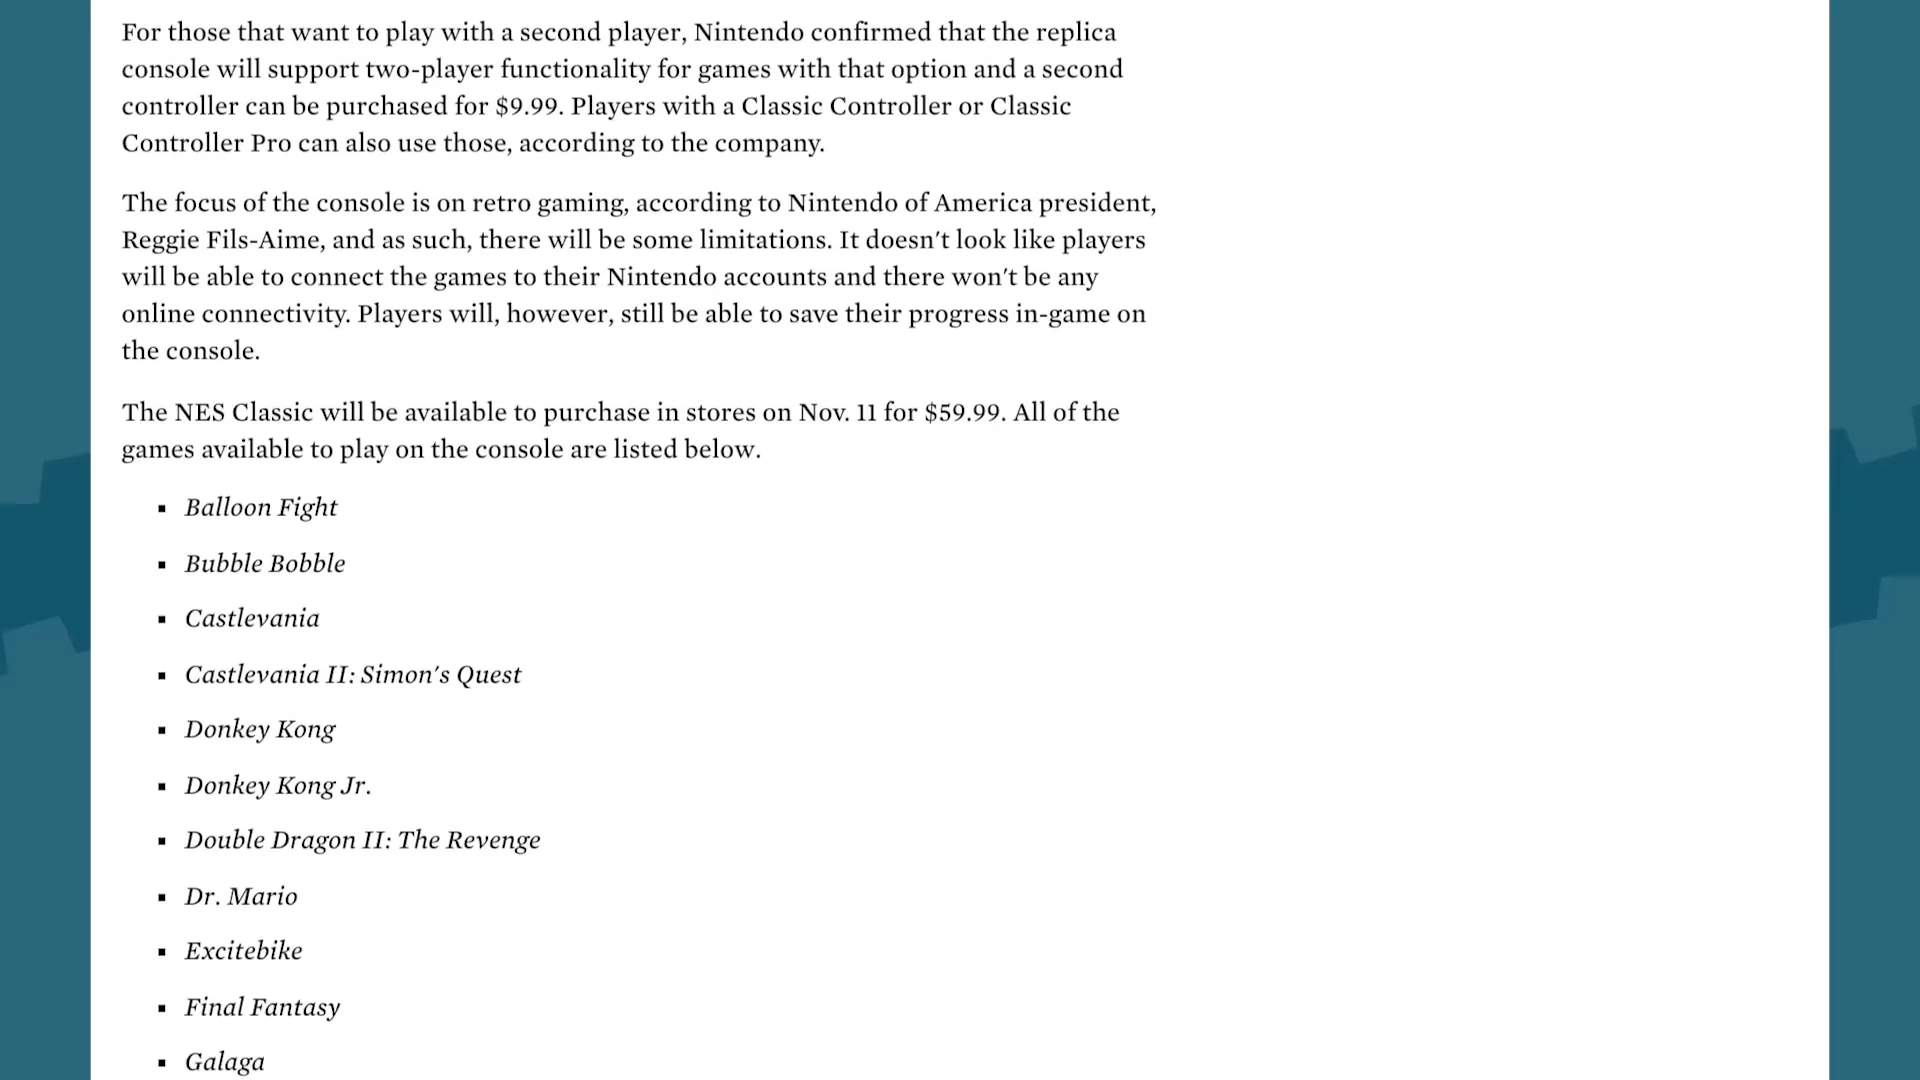 For those that want to play with a second player, Nintendo confirmed that the replica
console will support two-player functionality for games with that option and a second
controller can be purchased for $9.99. Players with a Classic Controller or Classic
Controller Pro can also use those, according to the company.
The focus of the console is on retro gaming, according to Nintendo of America president,
Reggie Fils-Aime, and as such, there will be some limitations. It doesn't look like players
will be able to connect the games to their Nintendo accounts and there won't be any
online connectivity. Players will, however, still be able to save their progress in-game on
the console.
The NES Classic will be available to purchase in stores on Nov. 11 for $59.99. All of the
games available to play on the console are listed below.
▪ Balloon Fight
▪ Bubble Bobble
▪ Castlevania
▪ Castlevania II: Simon's Quest
▪ Donkey Kong
▪ Donkey Kong Jr.
▪ Double Dragon II: The Revenge
▪ Dr. Mario
▪ Excitebike
▪ Final Fantasy
▪ Galaga